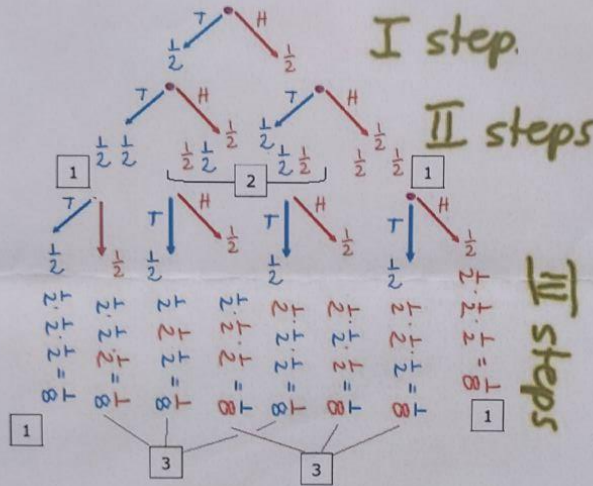 T H I step.
1/2 1/2
T H T H II steps
1/2 1/2 1/2 1/2 1/2 1/2 1/2 1/2
1 2 1
T T H T H T H
1/2 1/2 1/2 1/2 1/2 1/2 1/2 1/2
1/2 · 1/2 · 1/2 = 1/8
1/2 · 1/2 · 1/2 = 1/8
1/2 1/2 1/2 = 1/8
1/2 · 1/2 · 1/2 = 1/8
1/2 · 1/2 · 1/2 = 1/8
1/2 · 1/2 · 1/2 = 1/8
1/2 · 1/2 · 1/2 = 1/8
1/2 · 1/2 · 1/2 = 1/8
III steps
1 3 3 1